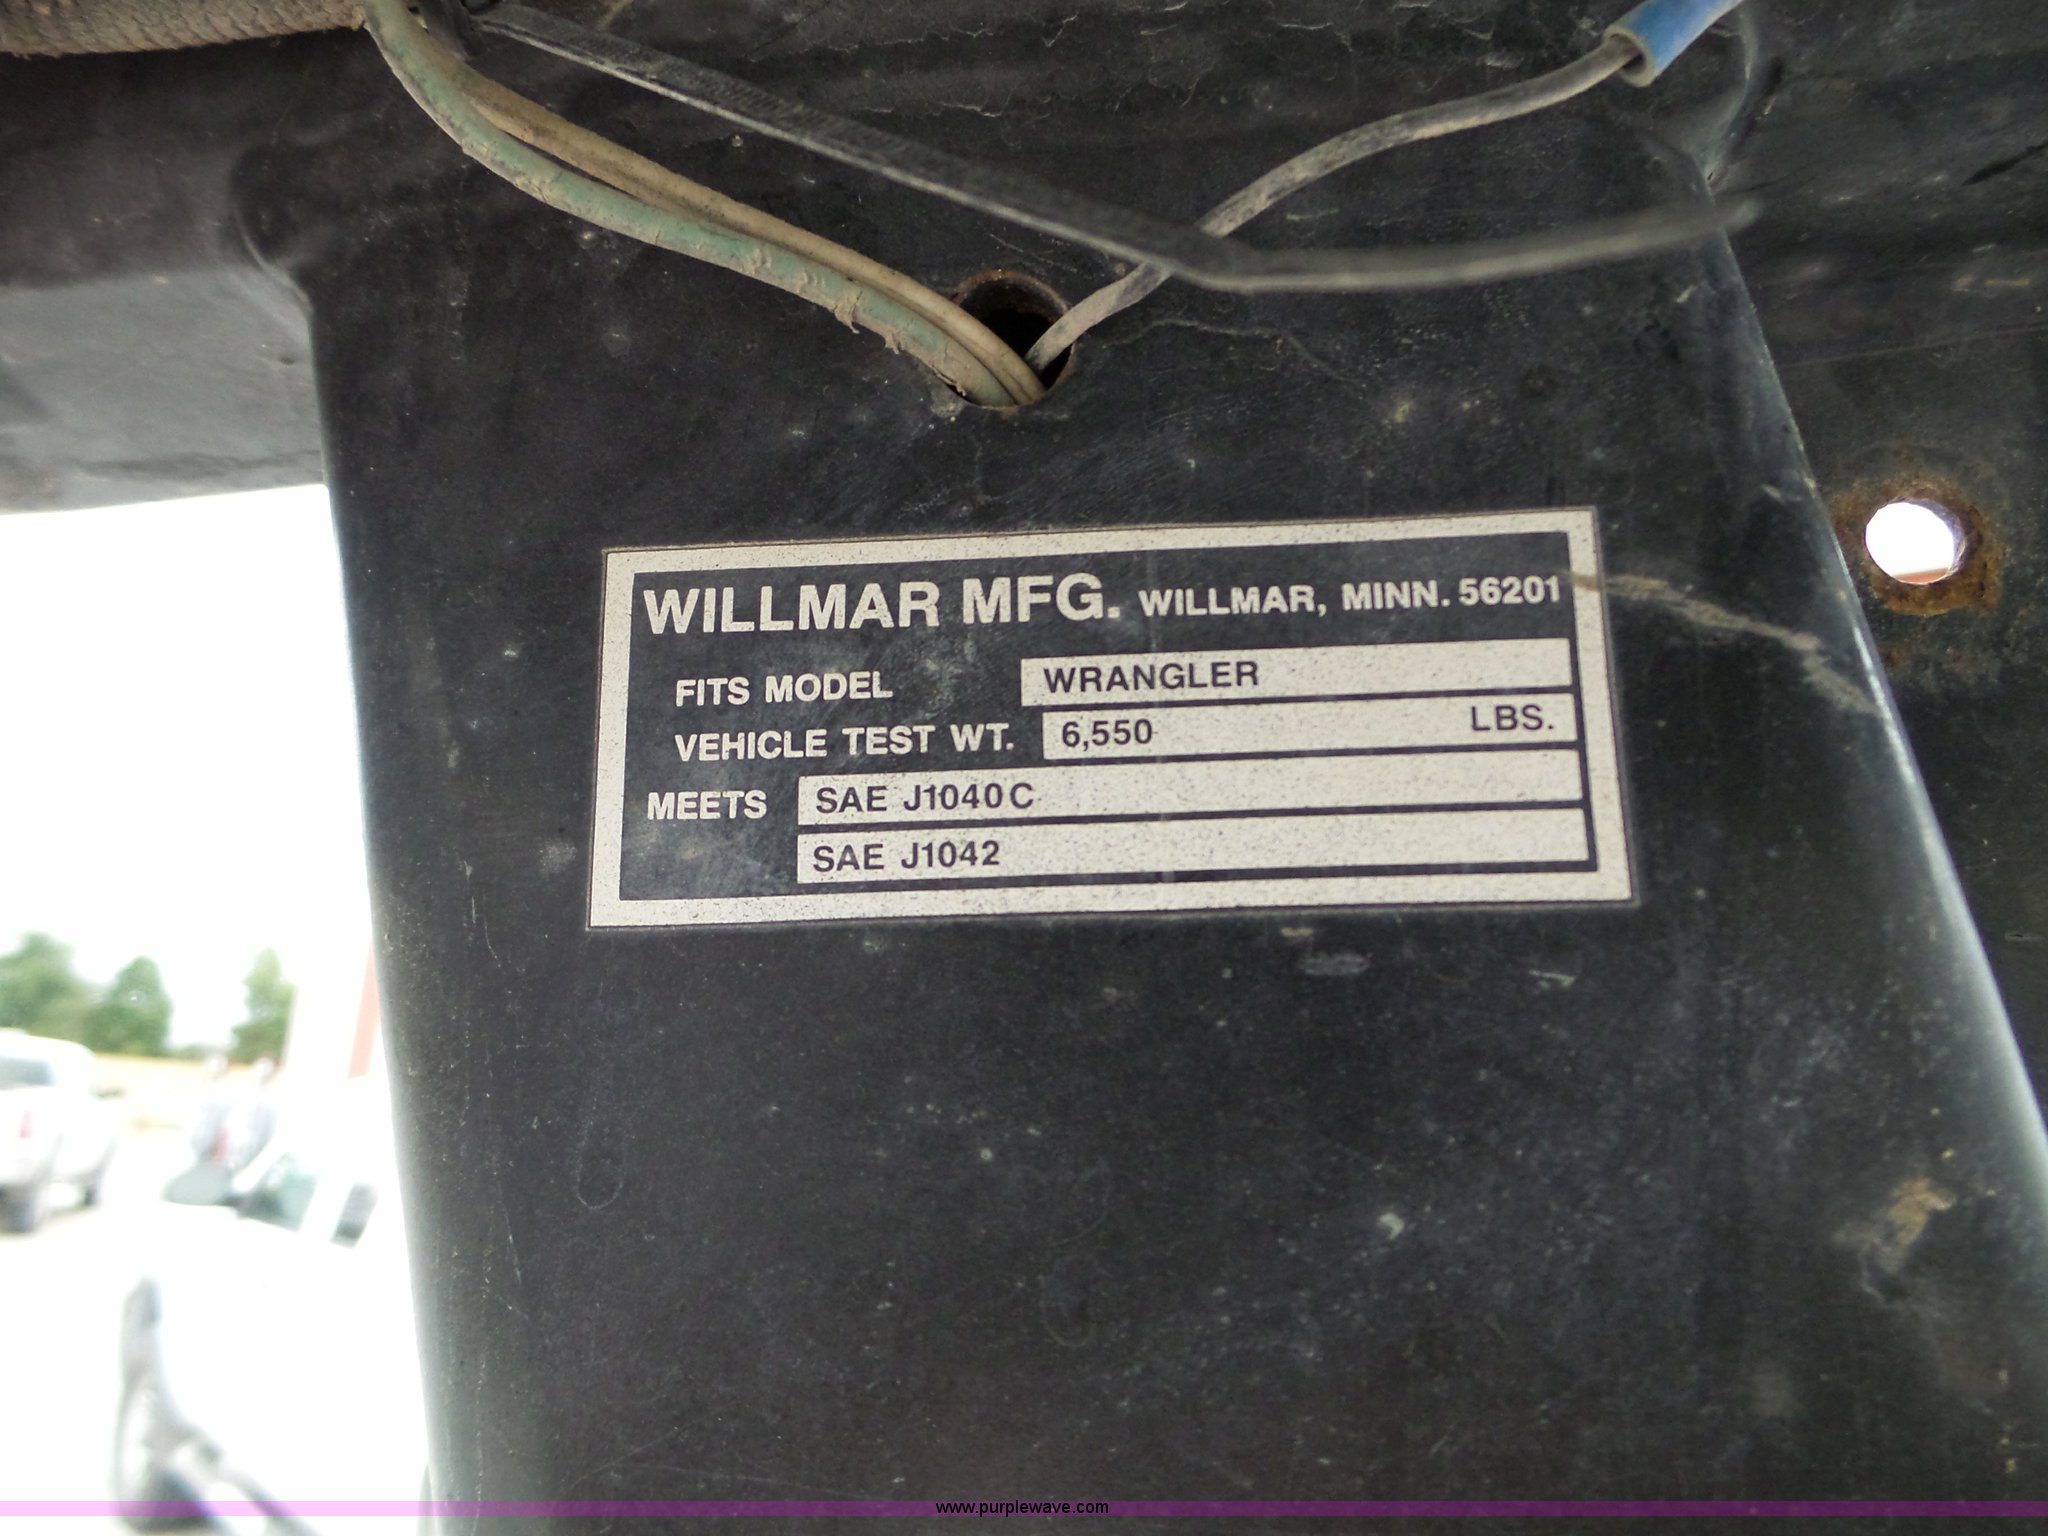 WILLMAR MFG. WILLMAR, MINN. 56201
FITS MODEL WRANGLER
VEHICLE TEST WT. 6,550 LBS.
MEETS SAE J1040C
SAE J1042
www.purplewave.com